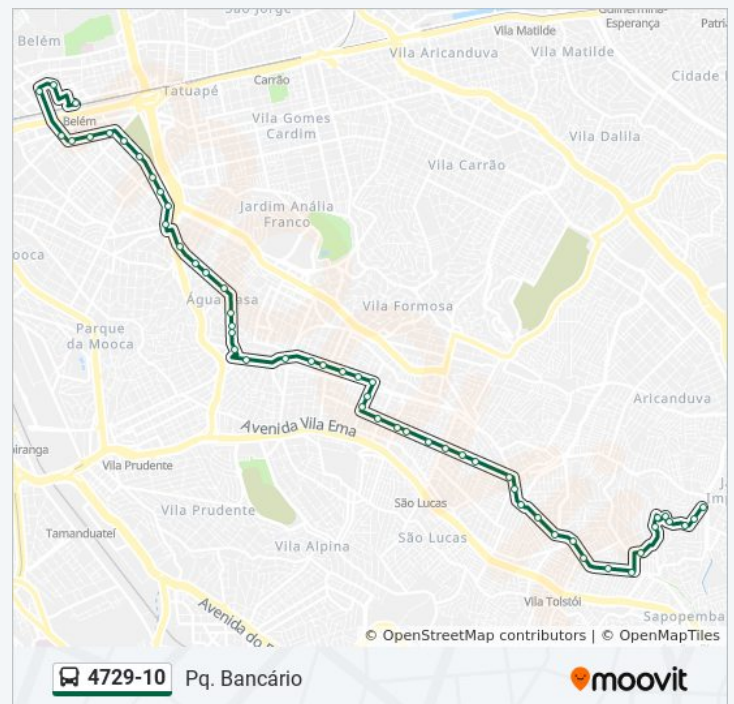 São Jorge
Guilhermina-
Esperança
Patri
Vila Matilde
Belém
Vila Aricanduva
Vila Matilde
Carrão
Tatuapé
Cidade
Belém
Vila Gomes
Cardim
Vila Dalila
Vila Carrão
Jardim Anália
Franco
ooca
Água Rasa
Vila Formosa
Parque
da Mooca
Aricanduva
Avenida Vila Ema
piranga
Vila Prudente
São Lucas
Vila Prudente
Tamanduateí
São Lucas
Vila Alpina
J
Im
Vila Tolstói
Avenida do
Sapopemba
© OpenStreetMap contributors | © OpenMapTiles
4729-10 Pq. Bancário
moovit